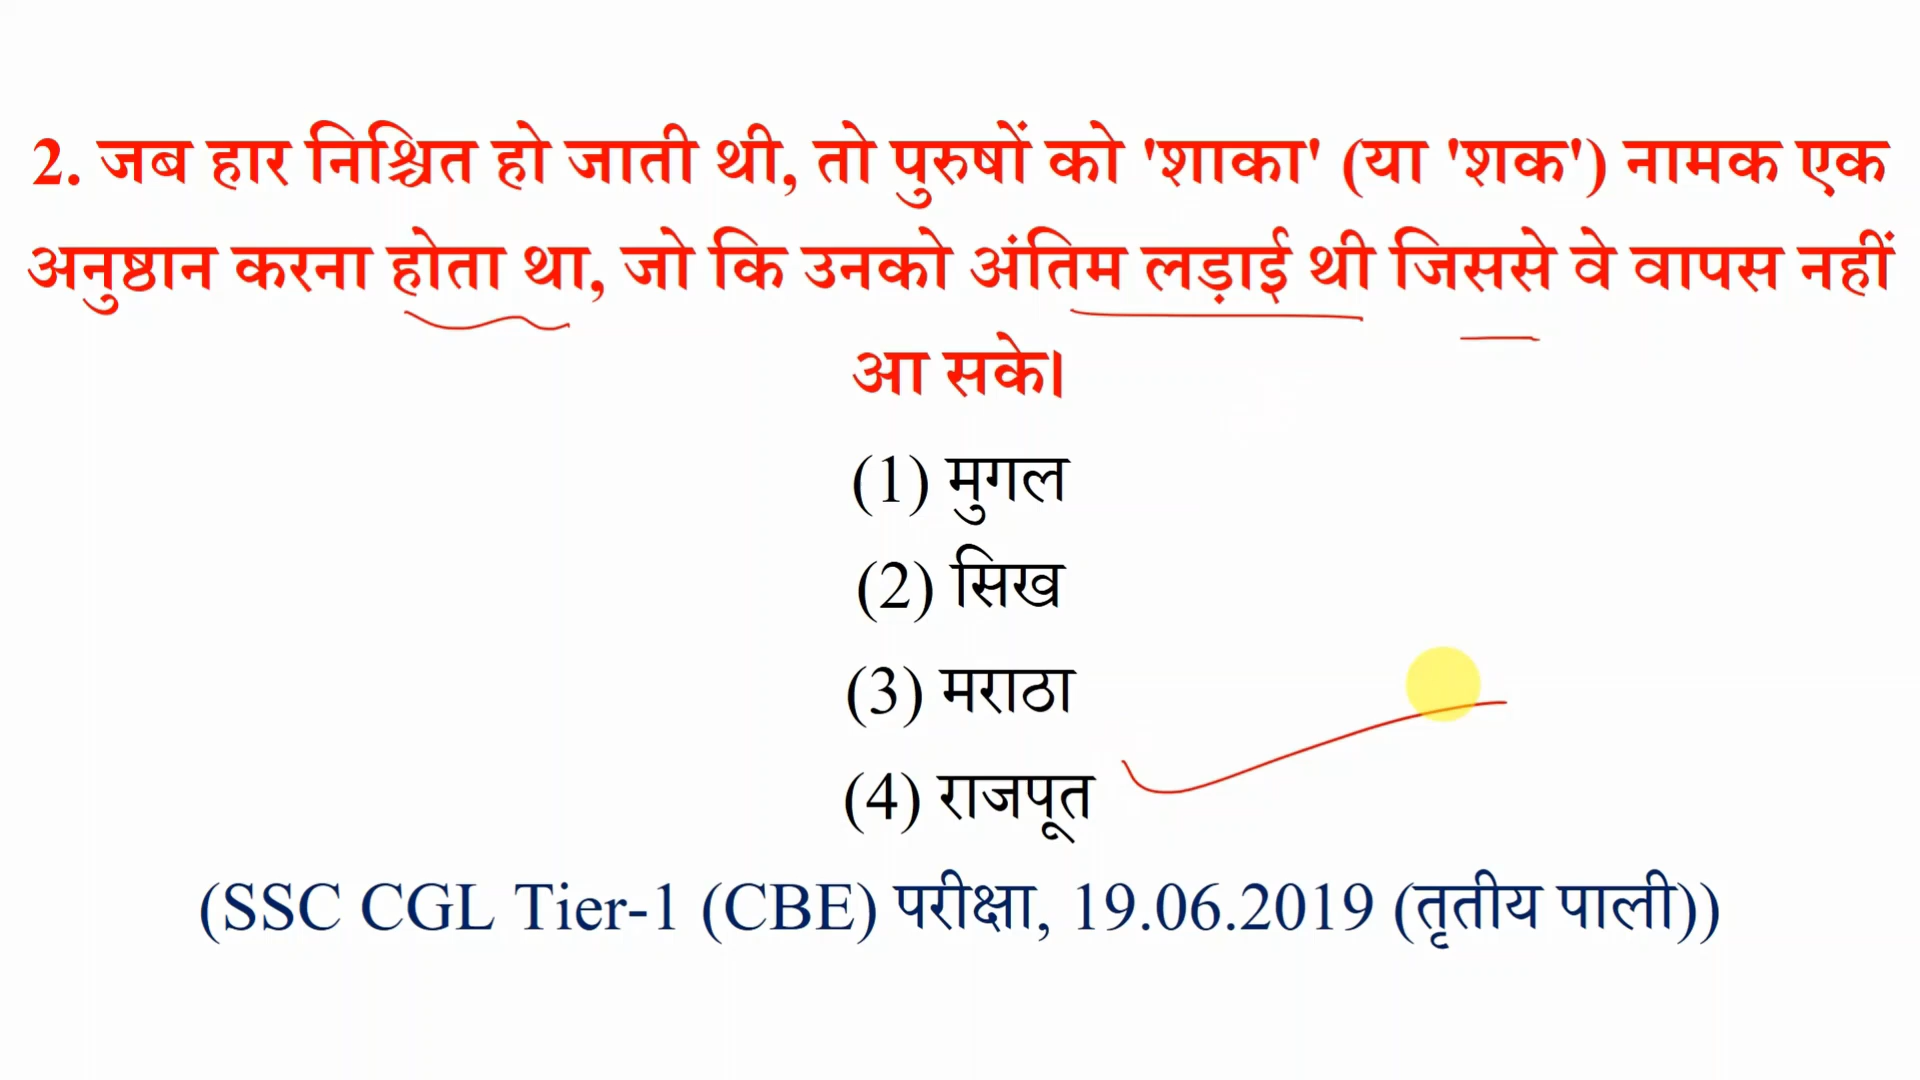 2. जब हार निश्चित हो जाती थी, तो पुरुषों को 'शाका' (या 'शक') नामक एक
अनुष्ठान करना होता था, जो कि उनको अंतिम लड़ाई थी जिससे वे वापस नहीं
आ सके।
(1) मुगल
(2) सिख
(3) मराठा
(4) राजपूत
(SSC CGL Tier-1 (CBE) परीक्षा, 19.06.2019 (तृतीय पाली))